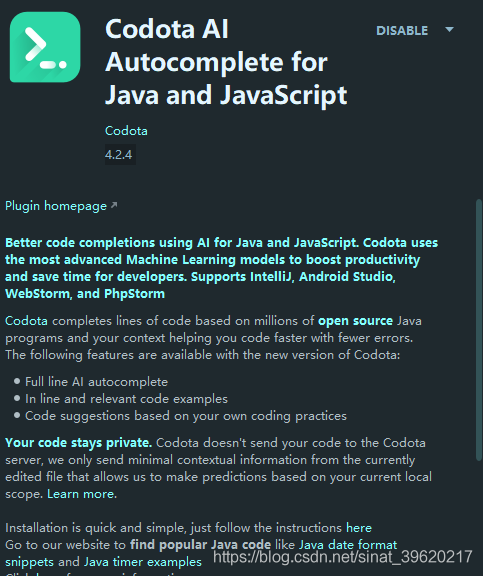 Codota AI
Autocomplete for
Java and JavaScript
DISABLE
Codota
4.2.4
Plugin homepage ↗
Better code completions using AI for Java and JavaScript. Codota uses
the most advanced Machine Learning models to boost productivity
and save time for developers. Supports IntelliJ, Android Studio,
WebStorm, and PhpStorm
Codota completes lines of code based on millions of open source Java
programs and your context helping you code faster with fewer errors.
The following features are available with the new version of Codota:
• Full line AI autocomplete
• In line and relevant code examples
• Code suggestions based on your own coding practices
Your code stays private. Codota doesn't send your code to the Codota
server, we only send minimal contextual information from the currently
edited file that allows us to make predictions based on your current local
scope. Learn more.
Installation is quick and simple, just follow the instructions here
Go to our website to find popular Java code like Java date format
snippets and Java timer examples
https://blog.csdn.net/sinat_39620217